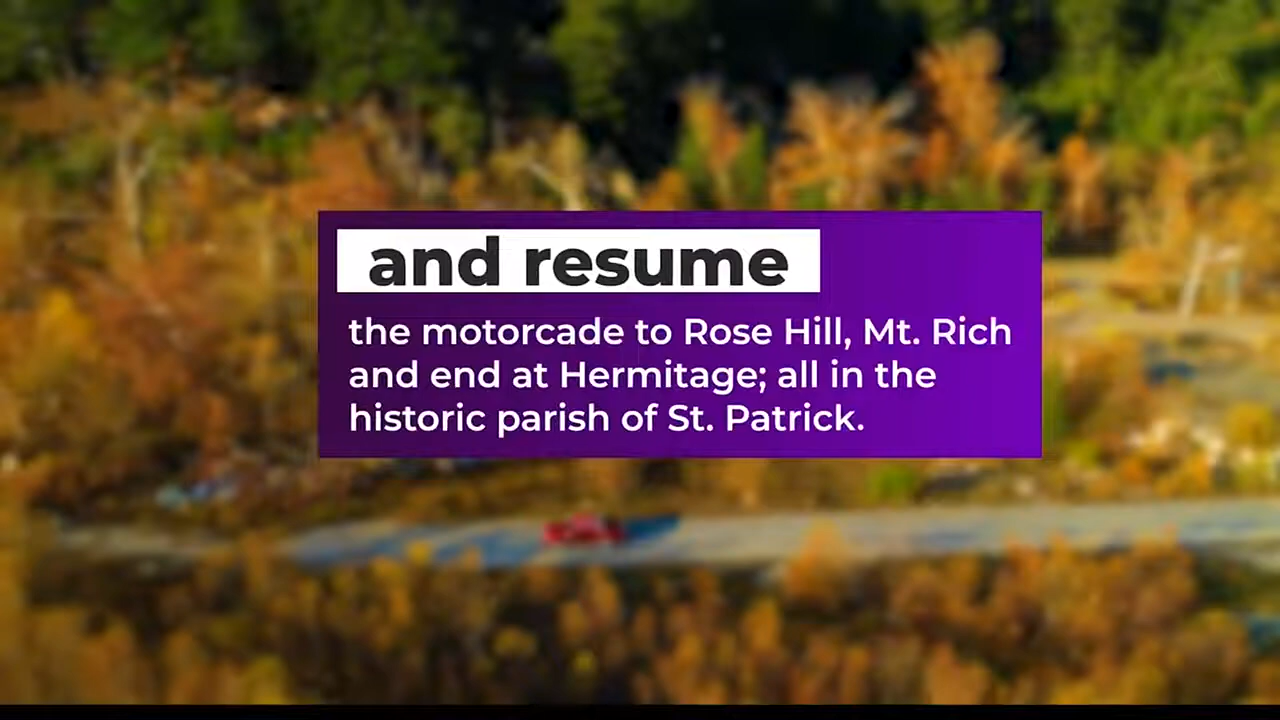 and resume
the motorcade to Rose Hill, Mt. Rich
and end at Hermitage; all in the
historic parish of St. Patrick.